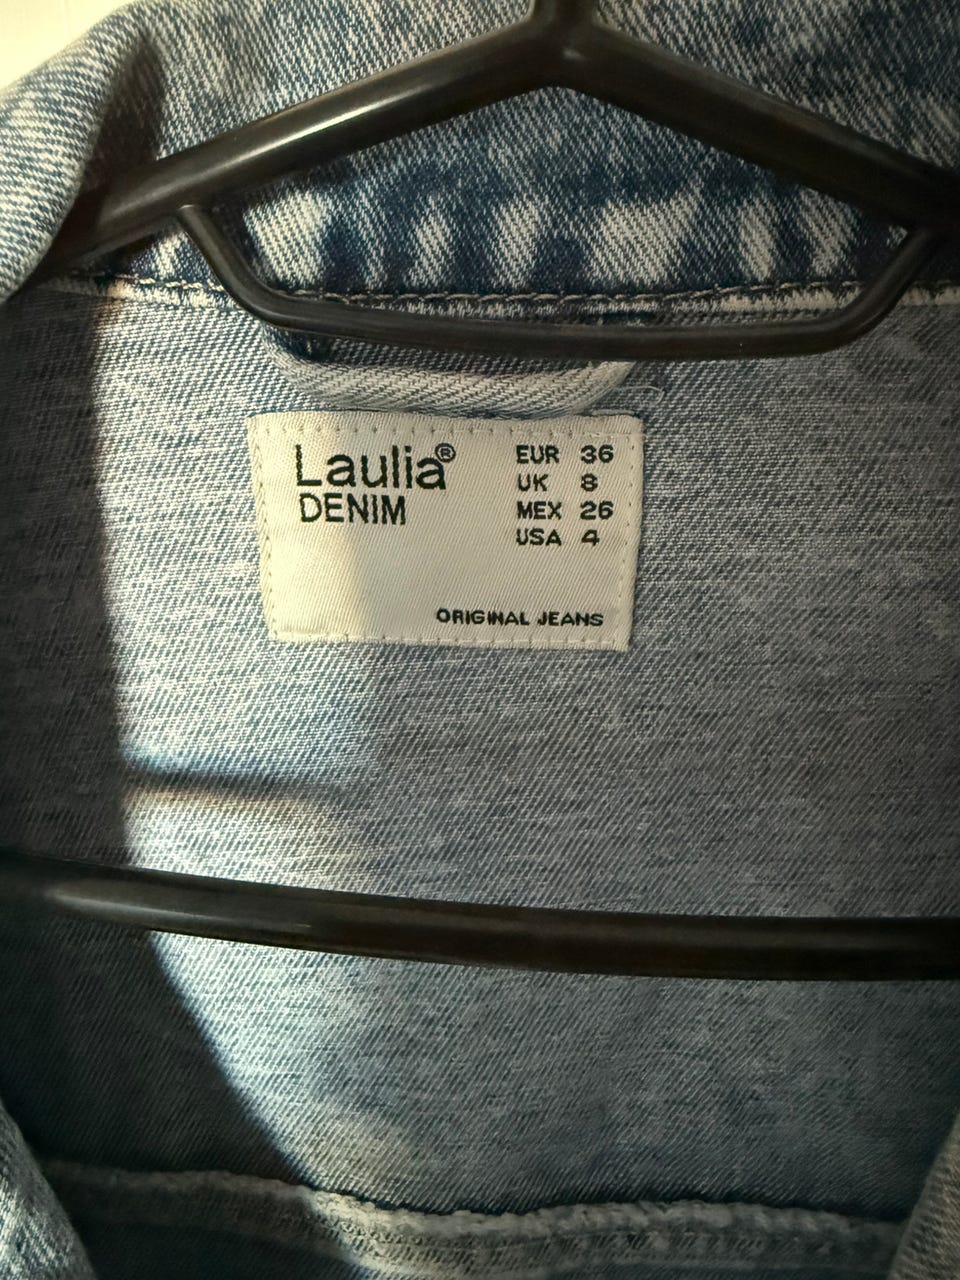 Laulia®
DENIM
EUR 36
UK 8
MEX 26
USA 4
ORIGINAL JEANS